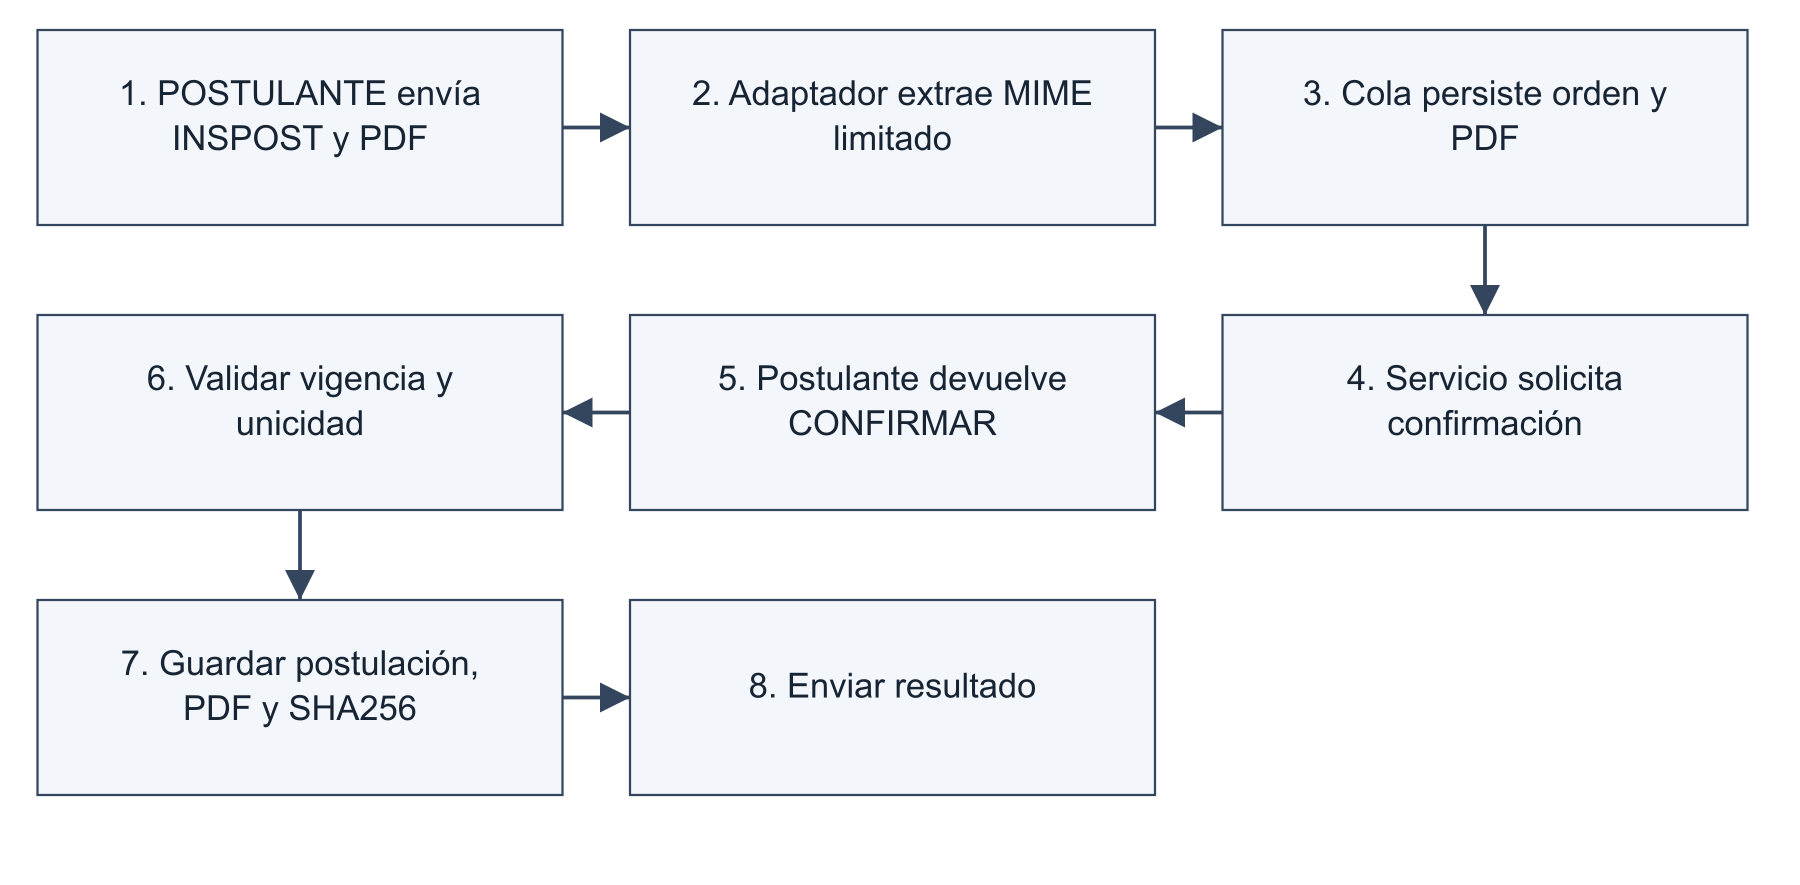 1. POSTULANTE envía
INSPOST y PDF
2. Adaptador extrae MIME
limitado
3. Cola persiste orden y
PDF
4. Servicio solicita
confirmación
5. Postulante devuelve
CONFIRMAR
6. Validar vigencia y
unicidad
7. Guardar postulación,
PDF y SHA256
8. Enviar resultado